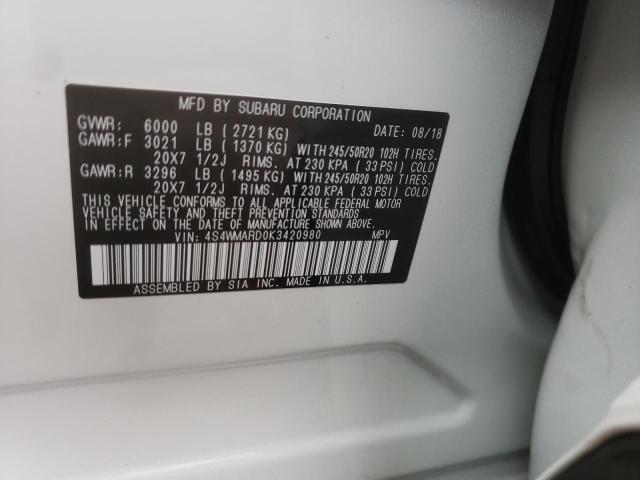 MFD BY SUBARU CORPORATION
GVWR: 6000 LB ( 2721 KG) DATE: 08/18
GAWR:F 3021 LB ( 1370 KG) WITH 245/50R20 102H TIRES.
20X7 1/2J RIMS. AT 230 KPA ( 33 PSI) COLD
GAWR:R 3296 LB ( 1495 KG) WITH 245/50R20 102H TIRES.
20X7 1/2J RIMS. AT 230 KPA ( 33 PSI) COLD
THIS VEHICLE CONFORMS TO ALL APPLICABLE FEDERAL MOTOR
VEHICLE SAFETY AND THEFT PREVENTION STANDARDS
IN EFFECT ON THE DATE OF MANUFACTURE SHOWN ABOVE.
VIN: 4S4WMARD0K3420980 MPV
ASSEMBLED BY SIA INC. MADE IN U.S.A.